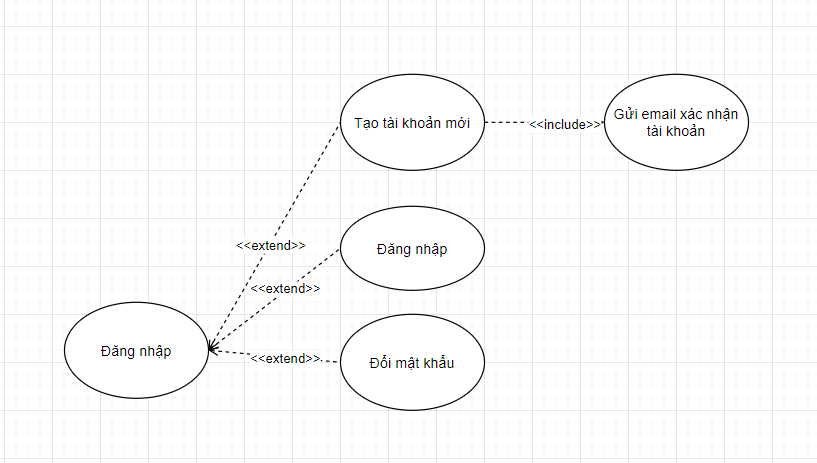 Tạo tài khoản mới
<<include>>
Gửi email xác nhận
tài khoản
<<extend>>
Đăng nhập
<<extend>>
Đăng nhập
<<extend>>
Đổi mật khẩu